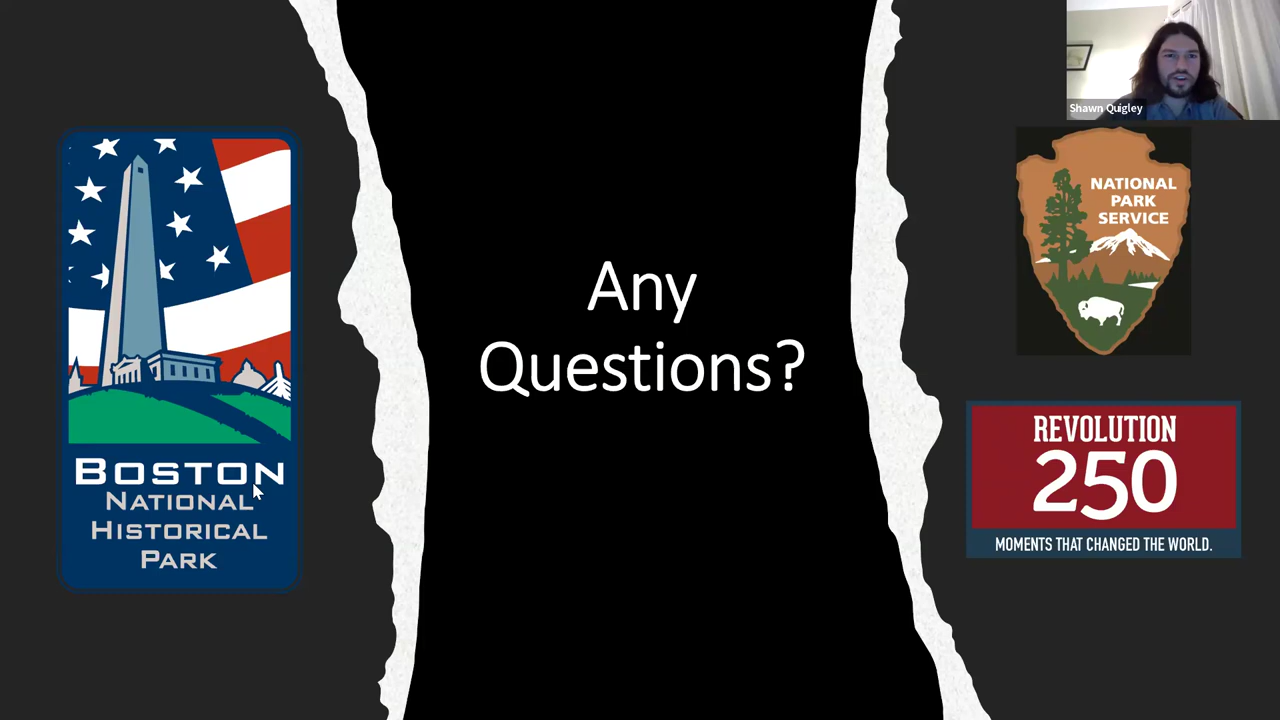 Shawn Quigley
BOSTON
NATIONAL
HISTORICAL
PARK
Any
Questions?
NATIONAL
PARK
SERVICE
REVOLUTION
250
MOMENTS THAT CHANGED THE WORLD.